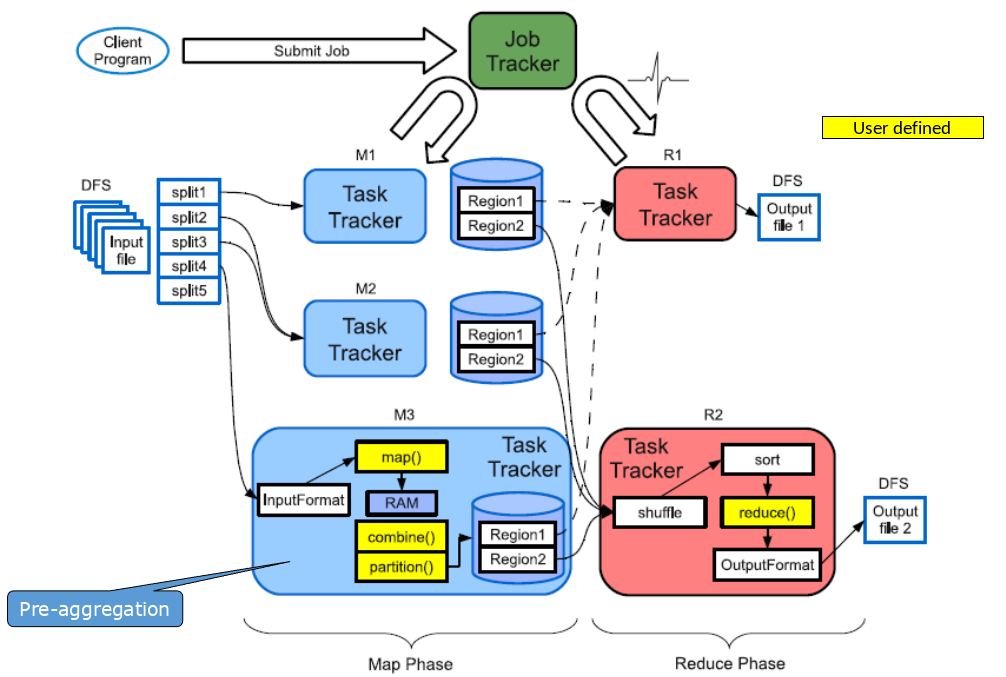 Client
Program
Submit Job
Job
Tracker
User defined
DFS
Input
file
split1
split2
split3
split4
split5
M1
Task
Tracker
Region1
Region2
R1
Task
Tracker
DFS
Output
file 1
M2
Task
Tracker
Region1
Region2
M3
Task
Tracker
InputFormat
map()
RAM
combine()
partition()
Region1
Region2
R2
Task
Tracker
shuffle
sort
reduce()
OutputFormat
DFS
Output
file 2
Pre-aggregation
Map Phase
Reduce Phase